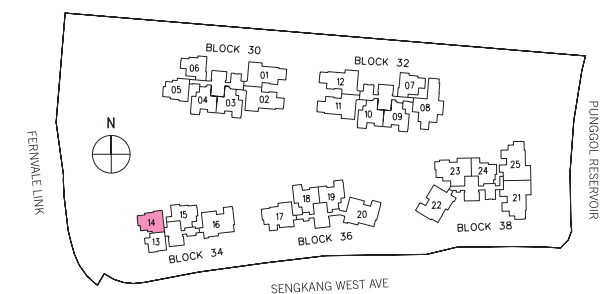 BLOCK 30
06
01
05
04
03
02
BLOCK 32
12
07
11
10
09
08
N
FERNVALE LINK
PUNGGOL RESERVOIR
14
15
13
16
BLOCK 34
17
18
19
20
BLOCK 36
23
24
25
22
21
BLOCK 38
SENGKANG WEST AVE